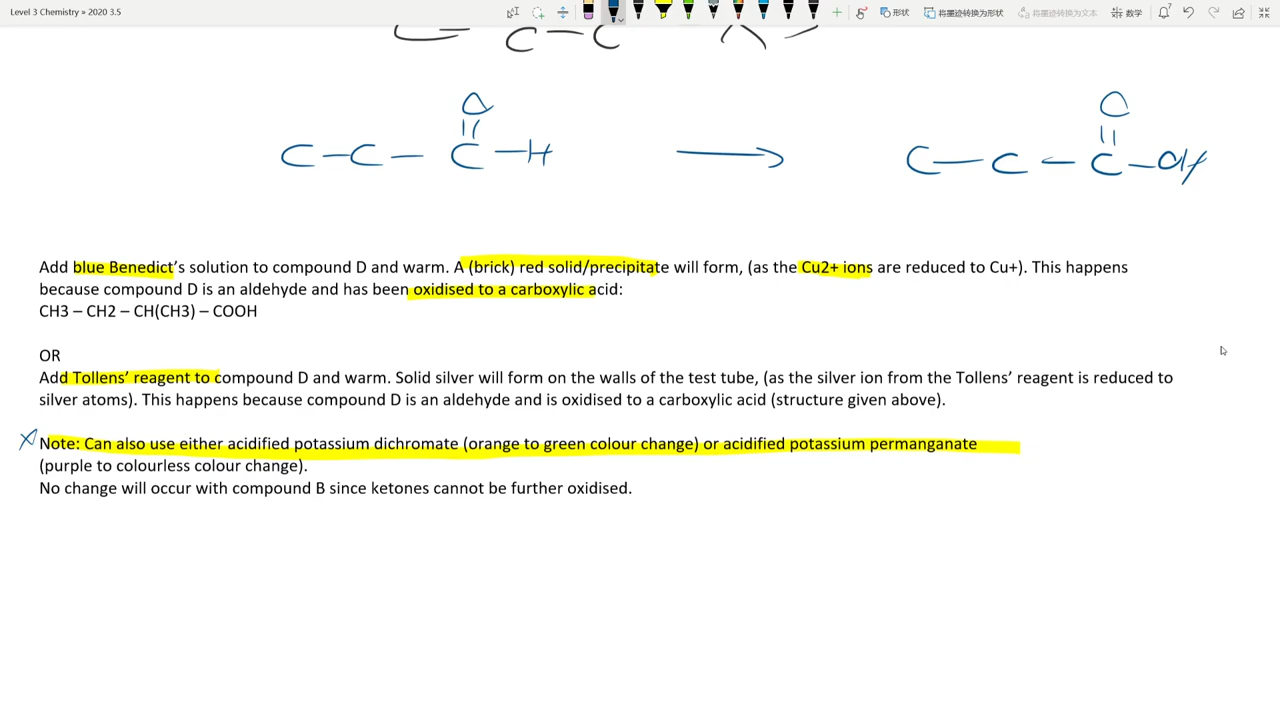 Level 3 Chemistry » 2020 3.5
形状
将墨迹转换为形状
将墨迹转换为文本
数学
C - C R
O
C - C - C - H
O
C - C - C - OH
Add blue Benedict’s solution to compound D and warm. A (brick) red solid/precipitate will form, (as the Cu2+ ions are reduced to Cu+). This happens
because compound D is an aldehyde and has been oxidised to a carboxylic acid:
CH3 – CH2 – CH(CH3) – COOH
OR
Add Tollens’ reagent to compound D and warm. Solid silver will form on the walls of the test tube, (as the silver ion from the Tollens’ reagent is reduced to
silver atoms). This happens because compound D is an aldehyde and is oxidised to a carboxylic acid (structure given above).
Note: Can also use either acidified potassium dichromate (orange to green colour change) or acidified potassium permanganate
(purple to colourless colour change).
No change will occur with compound B since ketones cannot be further oxidised.